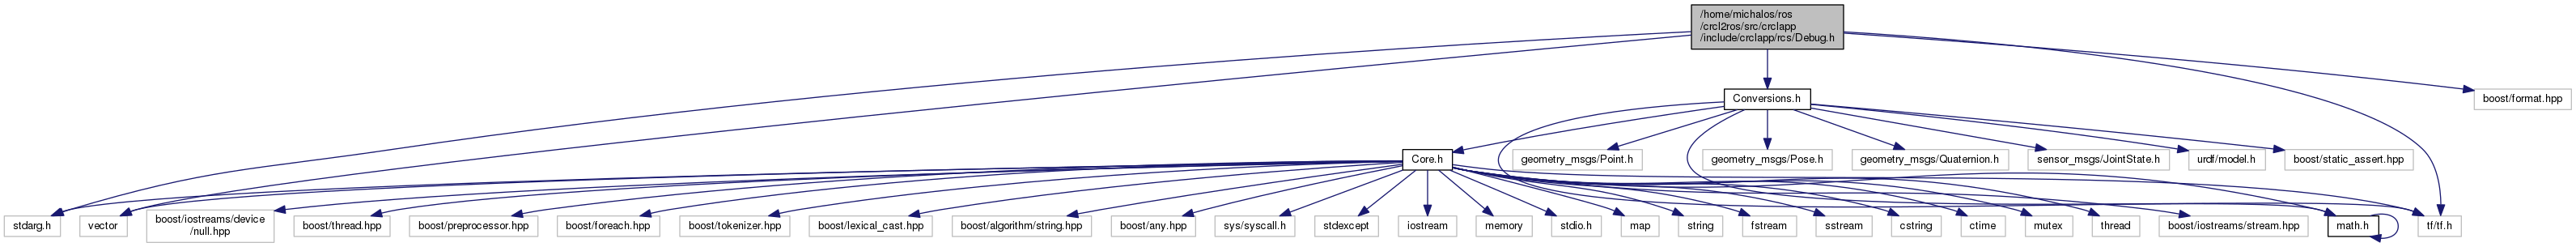 /home/michalos/ros
/crcl2ros/src/crclapp
/include/crclapp/rcs/Debug.h
Conversions.h
boost/format.hpp
Core.h
geometry_msgs/Point.h
geometry_msgs/Pose.h
geometry_msgs/Quaternion.h
sensor_msgs/JointState.h
urdf/model.h
boost/static_assert.hpp
stdarg.h
vector
boost/iostreams/device
/null.hpp
boost/thread.hpp
boost/preprocessor.hpp
boost/foreach.hpp
boost/tokenizer.hpp
boost/lexical_cast.hpp
boost/algorithm/string.hpp
boost/any.hpp
sys/syscall.h
stdexcept
iostream
memory
stdio.h
map
string
fstream
sstream
cstring
ctime
mutex
thread
boost/iostreams/stream.hpp
math.h
tf/tf.h